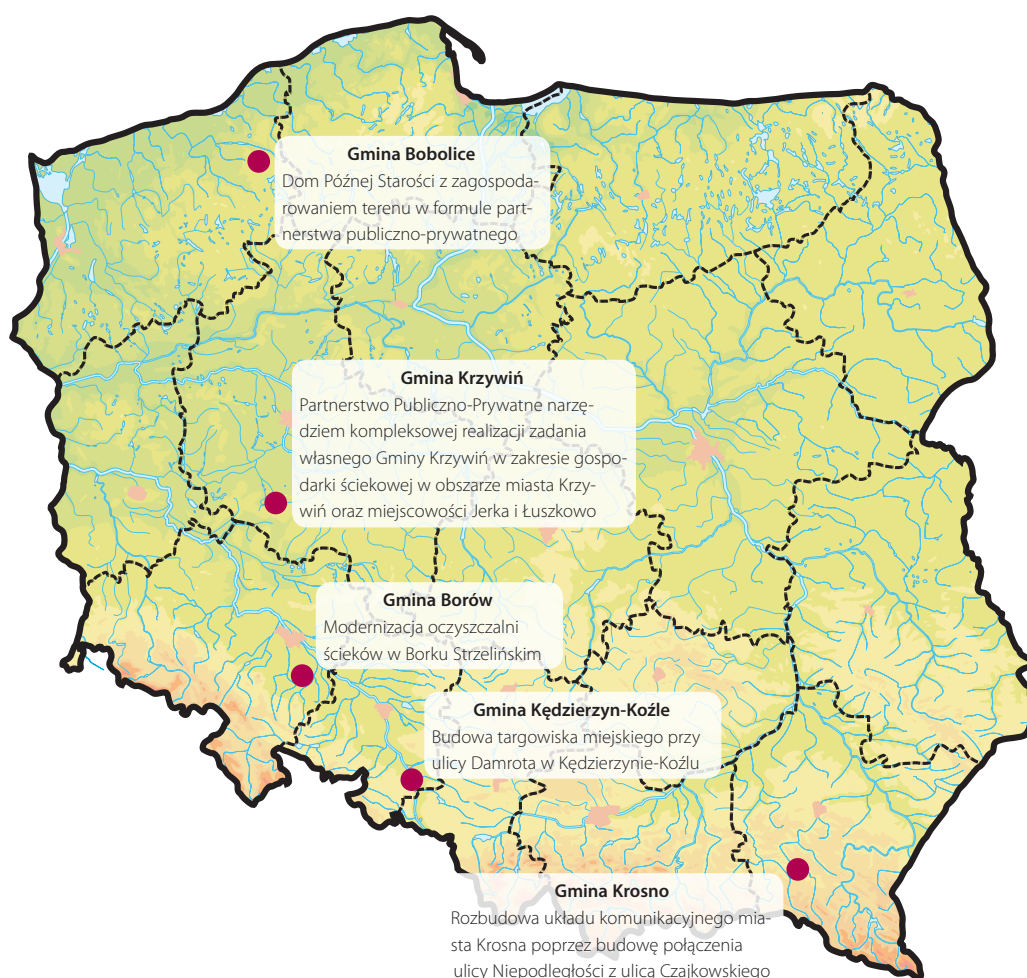 Gmina Bobolice
Dom Późnej Starości z zagospoda-
rowaniem terenu w formule part-
nerstwa publiczno-prywatnego
Gmina Krzywiń
Partnerstwo Publiczno-Prywatne narzę-
dziem kompleksowej realizacji zadania
własnego Gminy Krzywiń w zakresie gospo-
darki ściekowej w obszarze miasta Krzy-
wiń oraz miejscowości Jerka i Łuszkowo
Gmina Borów
Modernizacja oczyszczalni
ścieków w Borku Strzelińskim
Gmina Kędzierzyn-Koźle
Budowa targowiska miejskiego przy
ulicy Damrota w Kędzierzynie-Koźlu
Gmina Krosno
Rozbudowa układu komunikacyjnego mia-
sta Krosna poprzez budowę połączenia
ulicy Niepodległości z ulicą Czajkowskiego